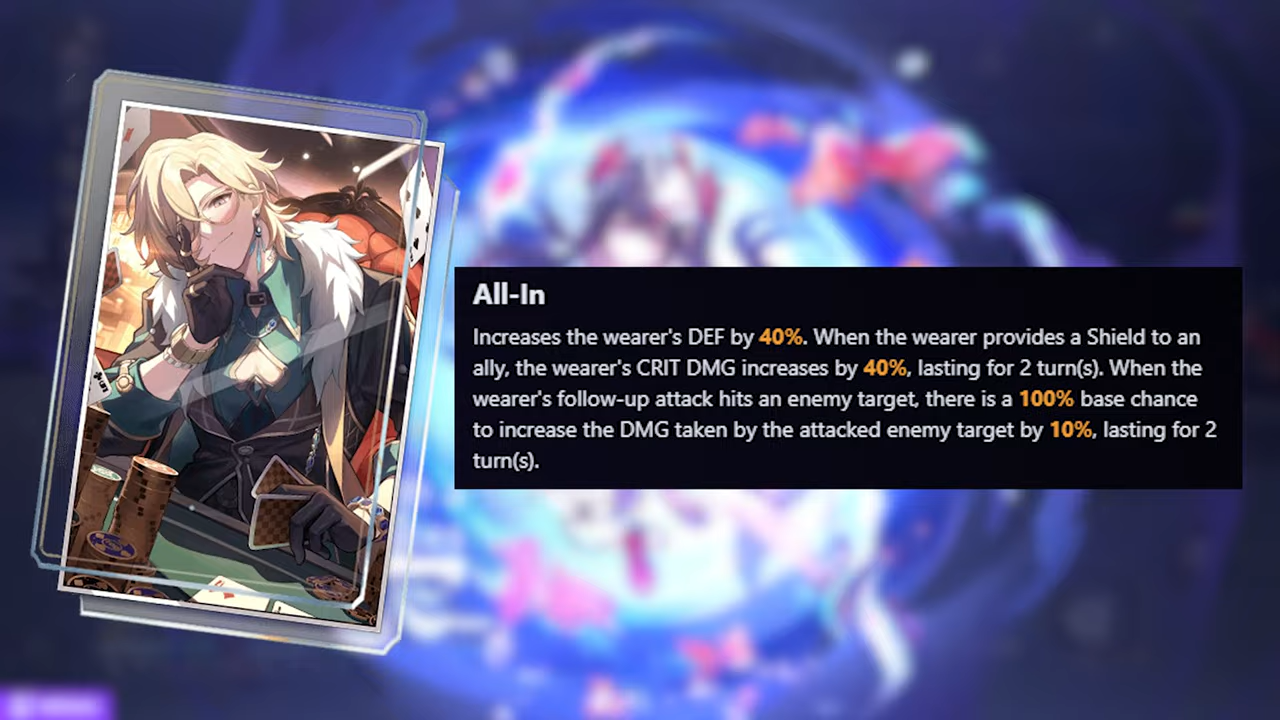 All-In
Increases the wearer's DEF by 40%. When the wearer provides a Shield to an
ally, the wearer's CRIT DMG increases by 40%, lasting for 2 turn(s). When the
wearer's follow-up attack hits an enemy target, there is a 100% base chance
to increase the DMG taken by the attacked enemy target by 10%, lasting for 2
turn(s).